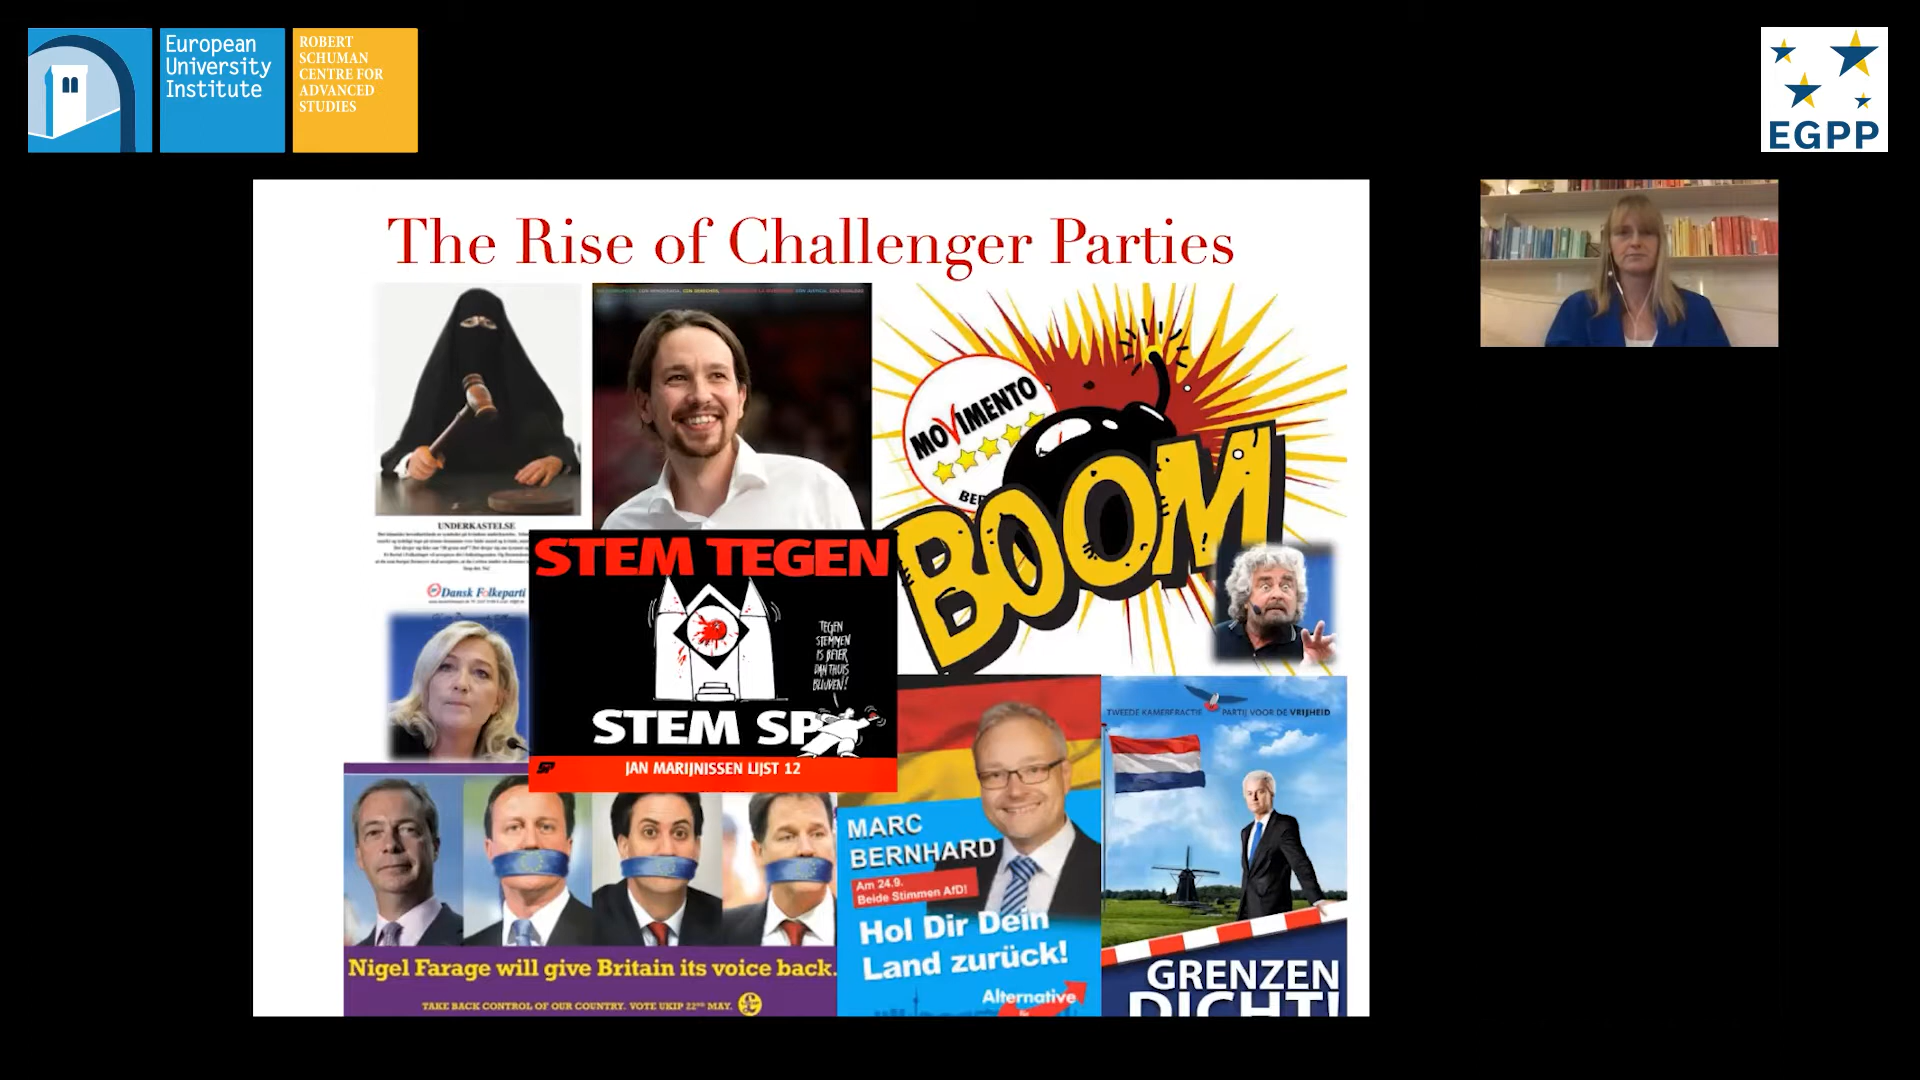 European
University
Institute
ROBERT
SCHUMAN
CENTRE FOR
ADVANCED
STUDIES
EGPP
The Rise of Challenger Parties
MOVIMENTO
BOOM
UNDERKASTELSE
Dansk Folkeparti
STEM TEGEN
TEGEN
STEMMEN
IS BETER
DAN THUIS
BLIJVEN!
STEM SP
SP
JAN MARIJNISSEN LIJST 12
Nigel Farage will give Britain its voice back.
TAKE BACK CONTROL OF OUR COUNTRY. VOTE UKIP 22ND MAY.
MARC
BERNHARD
Am 24.9.
Beide Stimmen AfD!
Hol Dir Dein
Land zurück!
Alternative
TWEEDE KAMERFRACTIE PARTIJ VOOR DE VRIJHEID
GRENZEN
DICHT!